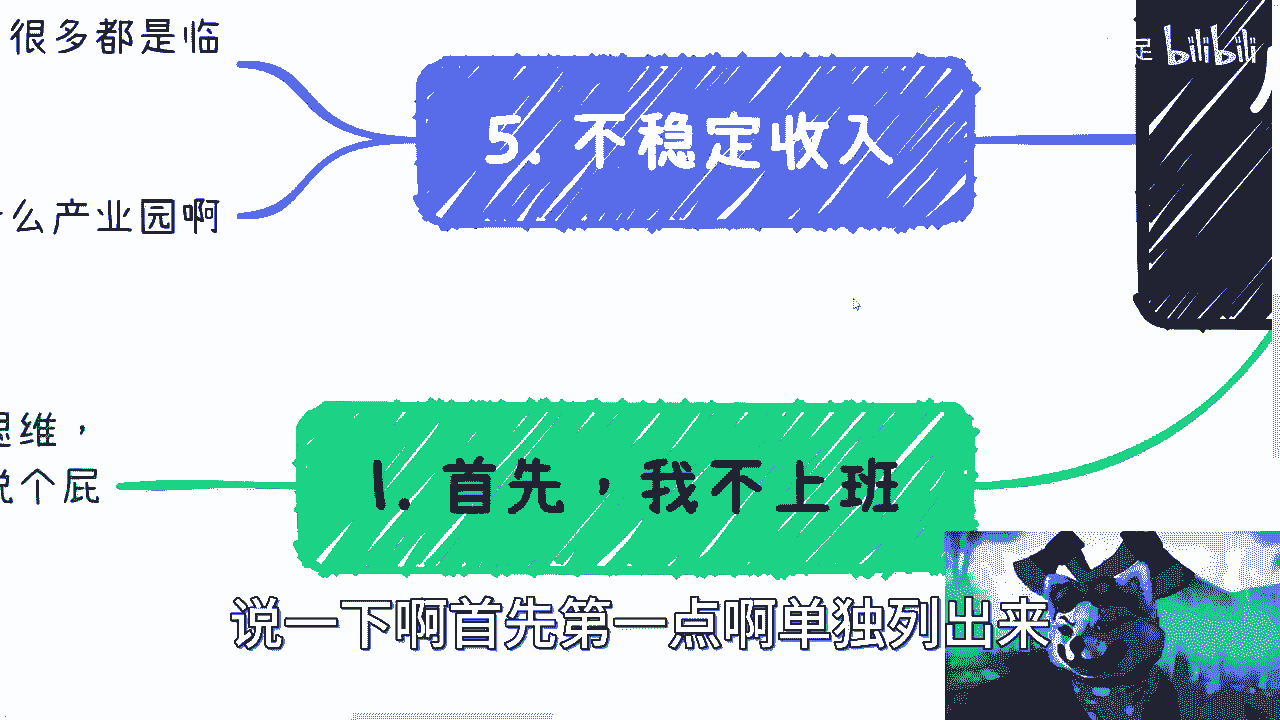 很多都是临
定 bilibili
5. 不稳定收入
么产业园啊
思维，
说个屁
1. 首先，我不上班
说一下啊首先第一点啊单独列出来